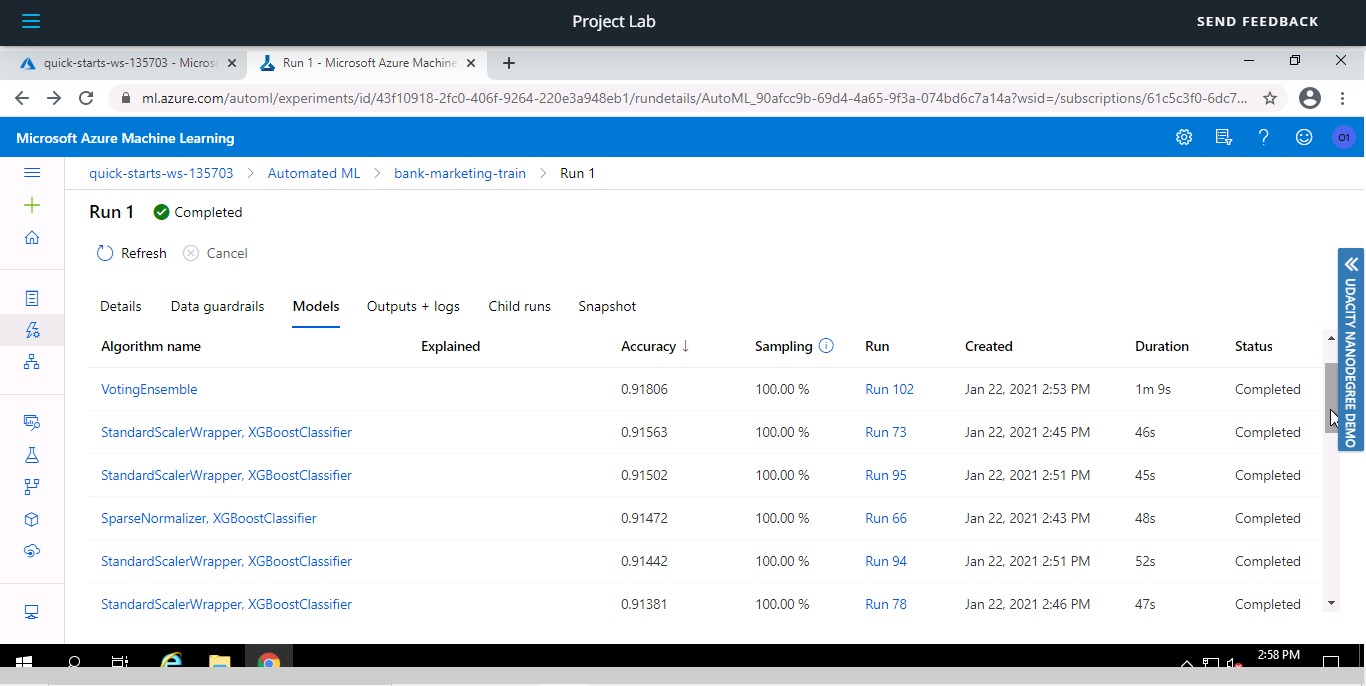 Project Lab
SEND FEEDBACK
quick-starts-ws-135703 - Micros
Run 1 - Microsoft Azure Machine
ml.azure.com/automl/experiments/id/43f10918-2fc0-406f-9264-220e3a948eb1/rundetails/AutoML_90afcc9b-69d4-4a65-9f3a-074bd6c7a14a?wsid=/subscriptions/61c5c3f0-6dc7...
Microsoft Azure Machine Learning
O1
quick-starts-ws-135703 > Automated ML > bank-marketing-train > Run 1
Run 1 Completed
Refresh Cancel
Details Data guardrails Models Outputs + logs Child runs Snapshot
Algorithm name Explained Accuracy ↓ Sampling Run Created Duration Status
VotingEnsemble 0.91806 100.00 % Run 102 Jan 22, 2021 2:53 PM 1m 9s Completed
StandardScalerWrapper, XGBoostClassifier 0.91563 100.00 % Run 73 Jan 22, 2021 2:45 PM 46s Completed
StandardScalerWrapper, XGBoostClassifier 0.91502 100.00 % Run 95 Jan 22, 2021 2:51 PM 45s Completed
SparseNormalizer, XGBoostClassifier 0.91472 100.00 % Run 66 Jan 22, 2021 2:43 PM 48s Completed
StandardScalerWrapper, XGBoostClassifier 0.91442 100.00 % Run 94 Jan 22, 2021 2:51 PM 52s Completed
StandardScalerWrapper, XGBoostClassifier 0.91381 100.00 % Run 78 Jan 22, 2021 2:46 PM 47s Completed
UDACITY NANODEGREE DEMO
2:58 PM